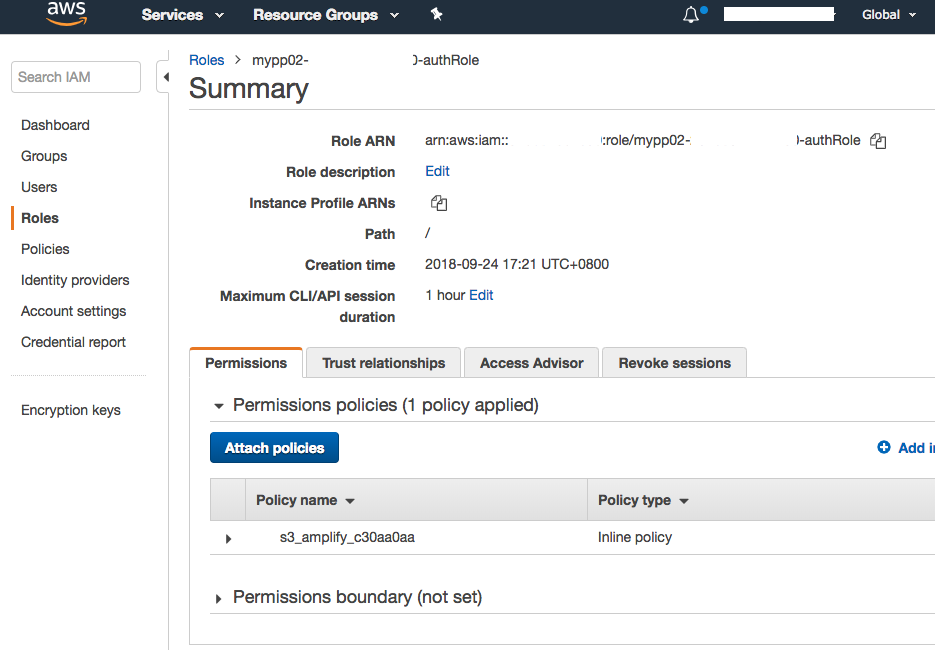 aws Services Resource Groups Global
Search IAM
Dashboard
Groups
Users
Roles
Policies
Identity providers
Account settings
Credential report
Encryption keys
Roles > mypp02- 0-authRole
Summary
Role ARN arn:aws:iam:: :role/mypp02- -authRole
Role description Edit
Instance Profile ARNs
Path /
Creation time 2018-09-24 17:21 UTC+0800
Maximum CLI/API session 1 hour Edit
duration
Permissions Trust relationships Access Advisor Revoke sessions
Permissions policies (1 policy applied)
Attach policies Add in
Policy name Policy type
s3_amplify_c30aa0aa Inline policy
Permissions boundary (not set)